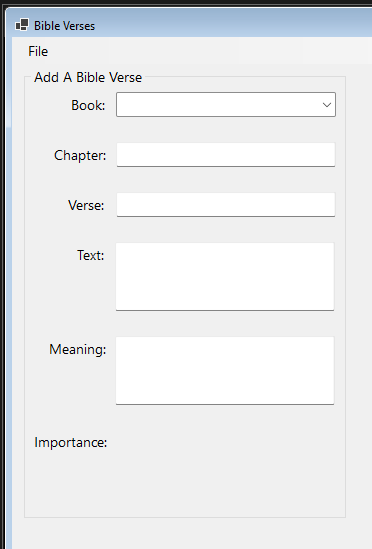 Bible Verses
File
Add A Bible Verse
Book:
Chapter:
Verse:
Text:
Meaning:
Importance: